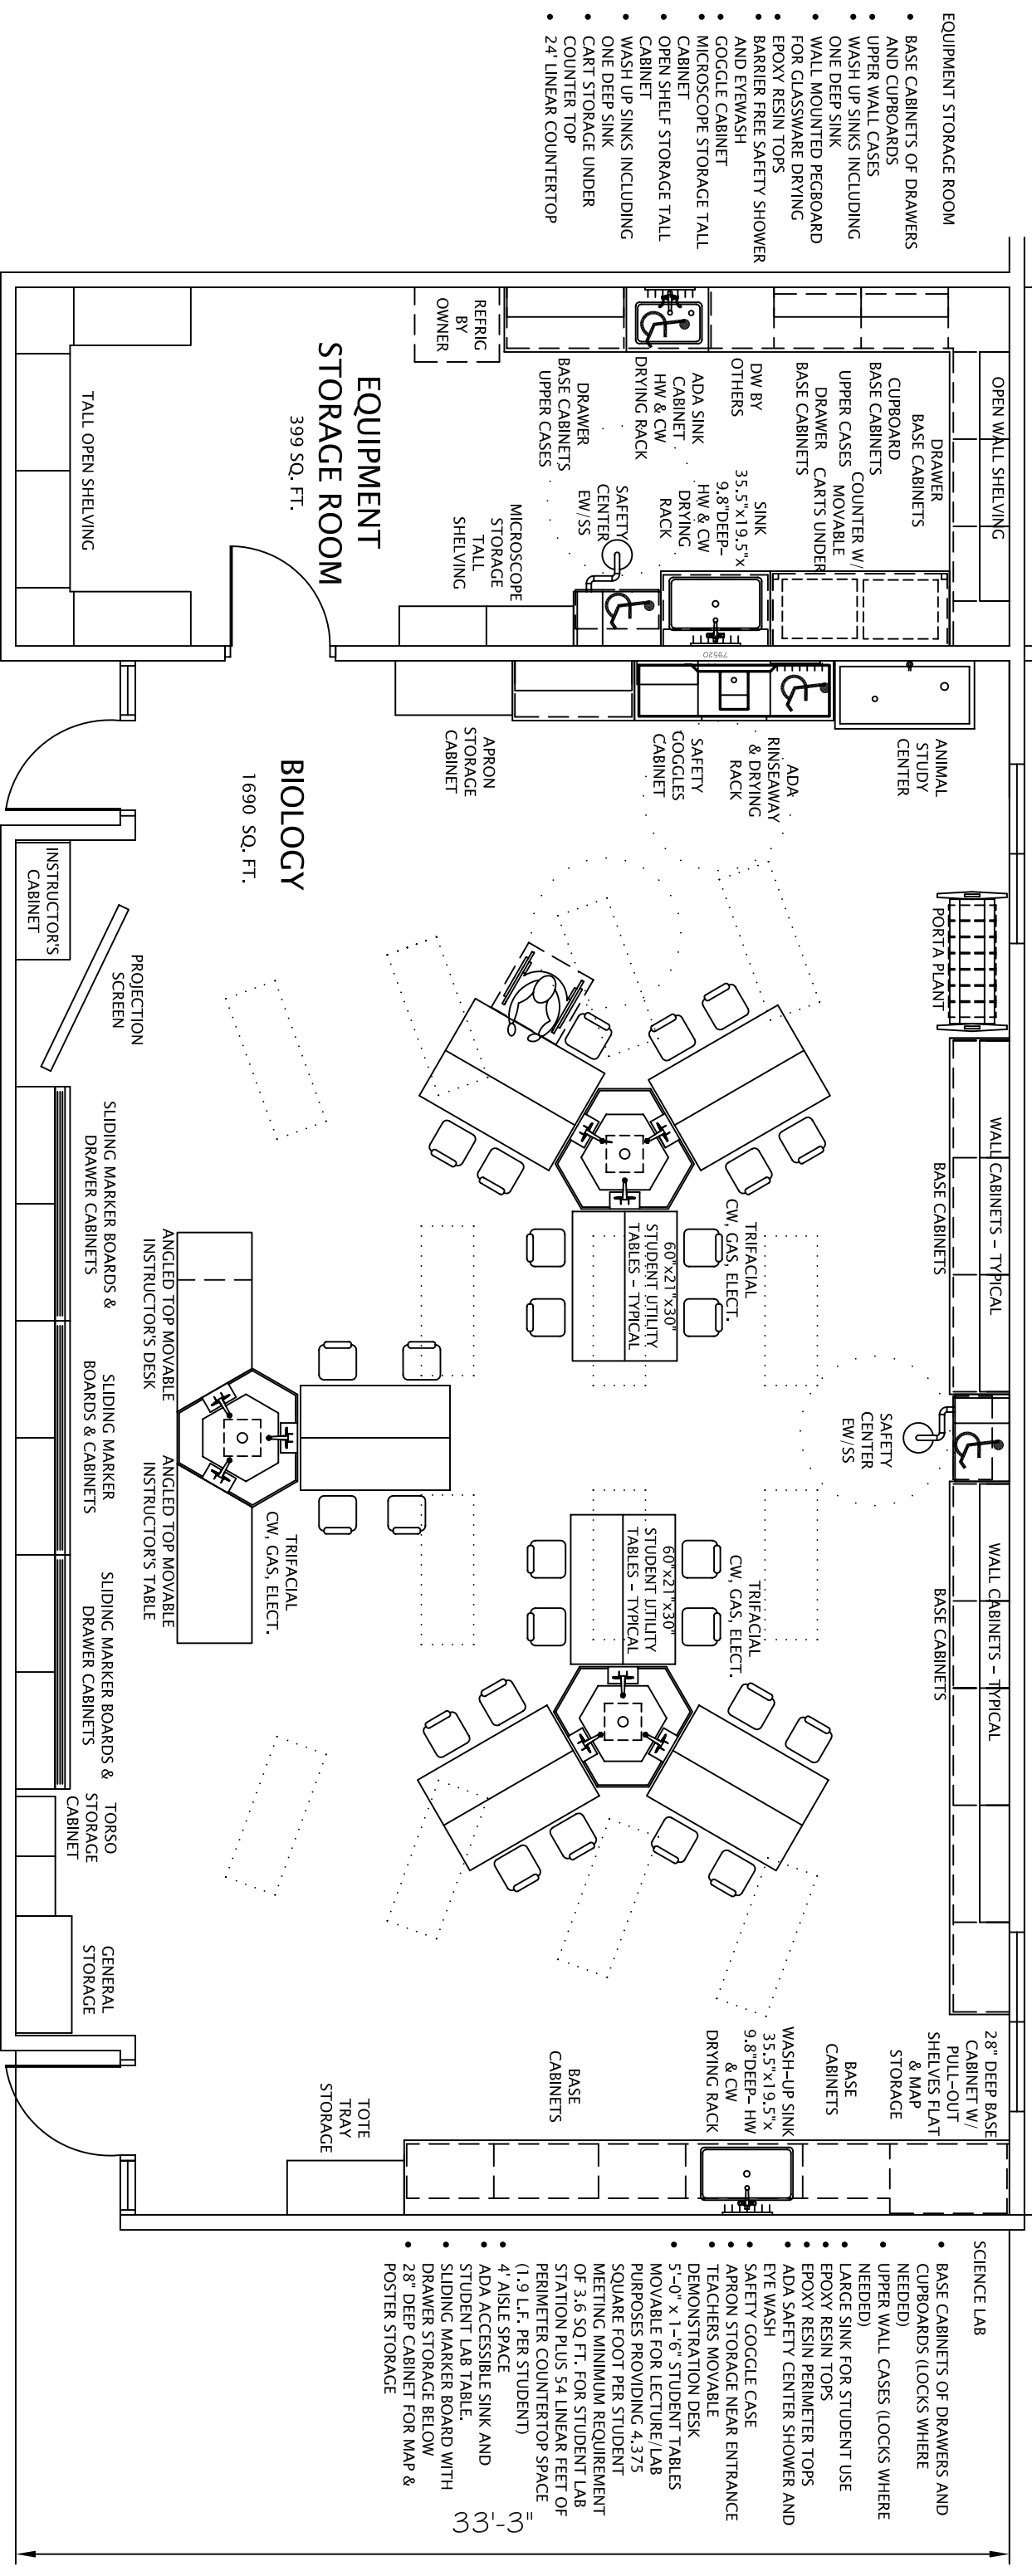 EQUIPMENT STORAGE ROOM
• BASE CABINETS OF DRAWERS
AND CUPBOARDS
• UPPER WALL CASES
• WASH UP SINKS INCLUDING
ONE DEEP SINK
• WALL MOUNTED PEGBOARD
FOR GLASSWARE DRYING
• EPOXY RESIN TOPS
• BARRIER FREE SAFETY SHOWER
AND EYEWASH
• GOGGLE CABINET
• MICROSCOPE STORAGE TALL
CABINET
• OPEN SHELF STORAGE TALL
CABINET
• WASH UP SINKS INCLUDING
ONE DEEP SINK
• CART STORAGE UNDER
COUNTER TOP
• 24' LINEAR COUNTERTOP
OPEN WALL SHELVING
DRAWER
BASE CABINETS
CUPBOARD
BASE CABINETS
UPPER CASES
DRAWER
BASE CABINETS
COUNTER W/
MOVABLE
CARTS UNDER
DW BY
OTHERS
SINK
35.5"x19.5"x
9.8"DEEP-
HW & CW
DRYING
RACK
ADA SINK
CABINET
HW & CW
DRYING RACK
SAFETY
CENTER
EW/SS
DRAWER
BASE CABINETS
UPPER CASES
MICROSCOPE
STORAGE
TALL
SHELVING
REFRIG
BY
OWNER
EQUIPMENT
STORAGE ROOM
399 SQ. FT.
TALL OPEN SHELVING
79520
ANIMAL
STUDY
CENTER
ADA
RINSEAWAY
& DRYING
RACK
SAFETY
GOGGLES
CABINET
APRON
STORAGE
CABINET
BIOLOGY
1690 SQ. FT.
INSTRUCTOR'S
CABINET
PROJECTION
SCREEN
PORTA PLANT
WALL CABINETS - TYPICAL
BASE CABINETS
TRIFACIAL
CW, GAS, ELECT.
60"x21"x30"
STUDENT UTILITY
TABLES - TYPICAL
SAFETY
CENTER
EW/SS
SLIDING MARKER BOARDS &
DRAWER CABINETS
ANGLED TOP MOVABLE
INSTRUCTOR'S DESK
SLIDING MARKER
BOARDS & CABINETS
ANGLED TOP MOVABLE
INSTRUCTOR'S TABLE
TRIFACIAL
CW, GAS, ELECT.
WALL CABINETS - TYPICAL
BASE CABINETS
TRIFACIAL
CW, GAS, ELECT.
60"x21"x30"
STUDENT UTILITY
TABLES - TYPICAL
SLIDING MARKER BOARDS &
DRAWER CABINETS
TORSO
STORAGE
CABINET
GENERAL
STORAGE
28" DEEP BASE
CABINET W/
PULL-OUT
SHELVES FLAT
& MAP
STORAGE
BASE
CABINETS
WASH-UP SINK
35.5"x19.5"x
9.8"DEEP- HW
& CW
DRYING RACK
BASE
CABINETS
TOTE
TRAY
STORAGE
SCIENCE LAB
• BASE CABINETS OF DRAWERS AND
CUPBOARDS (LOCKS WHERE
NEEDED)
• UPPER WALL CASES (LOCKS WHERE
NEEDED)
• LARGE SINK FOR STUDENT USE
• EPOXY RESIN TOPS
• EPOXY RESIN PERIMETER TOPS
• ADA SAFETY CENTER SHOWER AND
EYE WASH
• SAFETY GOGGLE CASE
• APRON STORAGE NEAR ENTRANCE
• TEACHERS MOVABLE
DEMONSTRATION DESK
• 5'-0" x 1-'6" STUDENT TABLES
MOVABLE FOR LECTURE/LAB
PURPOSES PROVIDING 4.375
SQUARE FOOT PER STUDENT
MEETING MINIMUM REQUIREMENT
OF 3.6 SQ FT. FOR STUDENT LAB
STATION PLUS 54 LINEAR FEET OF
PERIMETER COUNTERTOP SPACE
(1.9 L.F. PER STUDENT)
• 4' AISLE SPACE
• ADA ACCESSIBLE SINK AND
STUDENT LAB TABLE.
• SLIDING MARKER BOARD WITH
DRAWER STORAGE BELOW
• 28" DEEP CABINET FOR MAP &
POSTER STORAGE
33'-3"